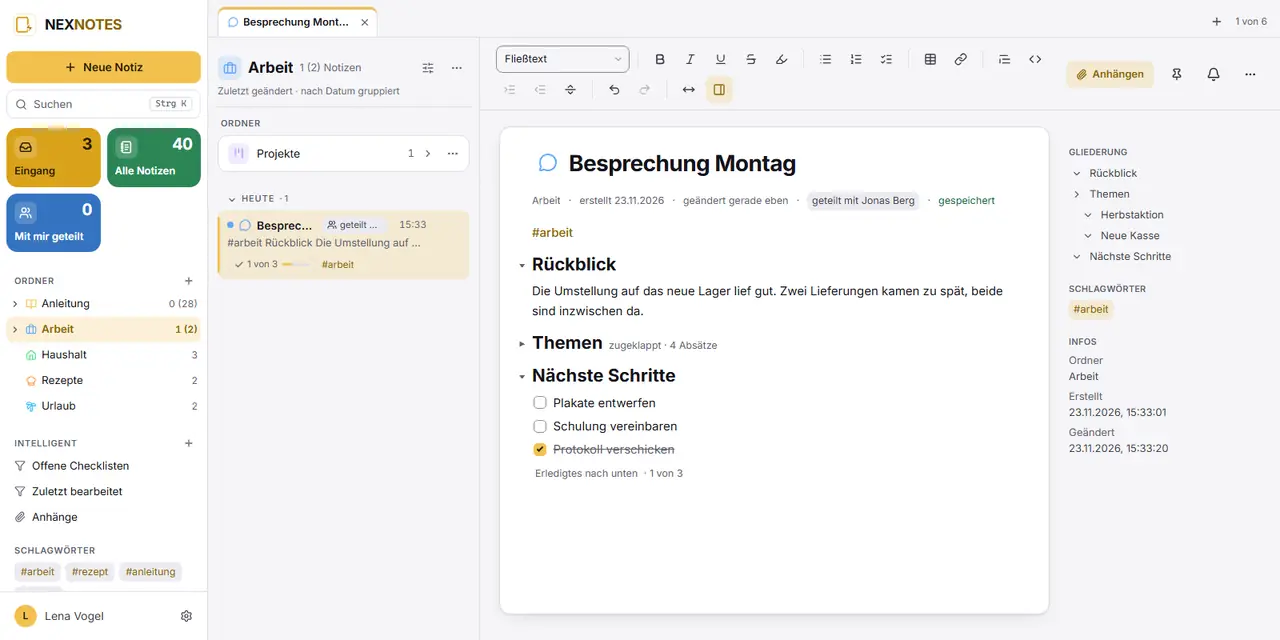 NEXNOTES
Neue Notiz
Suchen Strg K
3
Eingang
40
Alle Notizen
0
Mit mir geteilt
ORDNER
Anleitung 0 (28)
Arbeit 1 (2)
Haushalt 3
Rezepte 2
Urlaub 2
INTELLIGENT
Offene Checklisten
Zuletzt bearbeitet
Anhänge
SCHLAGWÖRTER
#arbeit #rezept #anleitung
L Lena Vogel
Besprechung Mont...
1 von 6
Arbeit 1 (2) Notizen
Zuletzt geändert · nach Datum gruppiert
ORDNER
Projekte 1
HEUTE · 1
Besprec... geteilt ... 15:33
#arbeit Rückblick Die Umstellung auf ...
1 von 3 #arbeit
Fließtext
Anhängen
Besprechung Montag
Arbeit · erstellt 23.11.2026 · geändert gerade eben · geteilt mit Jonas Berg · gespeichert
#arbeit
Rückblick
Die Umstellung auf das neue Lager lief gut. Zwei Lieferungen kamen zu spät, beide
sind inzwischen da.
Themen zugeklappt · 4 Absätze
Nächste Schritte
Plakate entwerfen
Schulung vereinbaren
Protokoll verschicken
Erledigtes nach unten · 1 von 3
GLIEDERUNG
Rückblick
Themen
Herbstaktion
Neue Kasse
Nächste Schritte
SCHLAGWÖRTER
#arbeit
INFOS
Ordner
Arbeit
Erstellt
23.11.2026, 15:33:01
Geändert
23.11.2026, 15:33:20